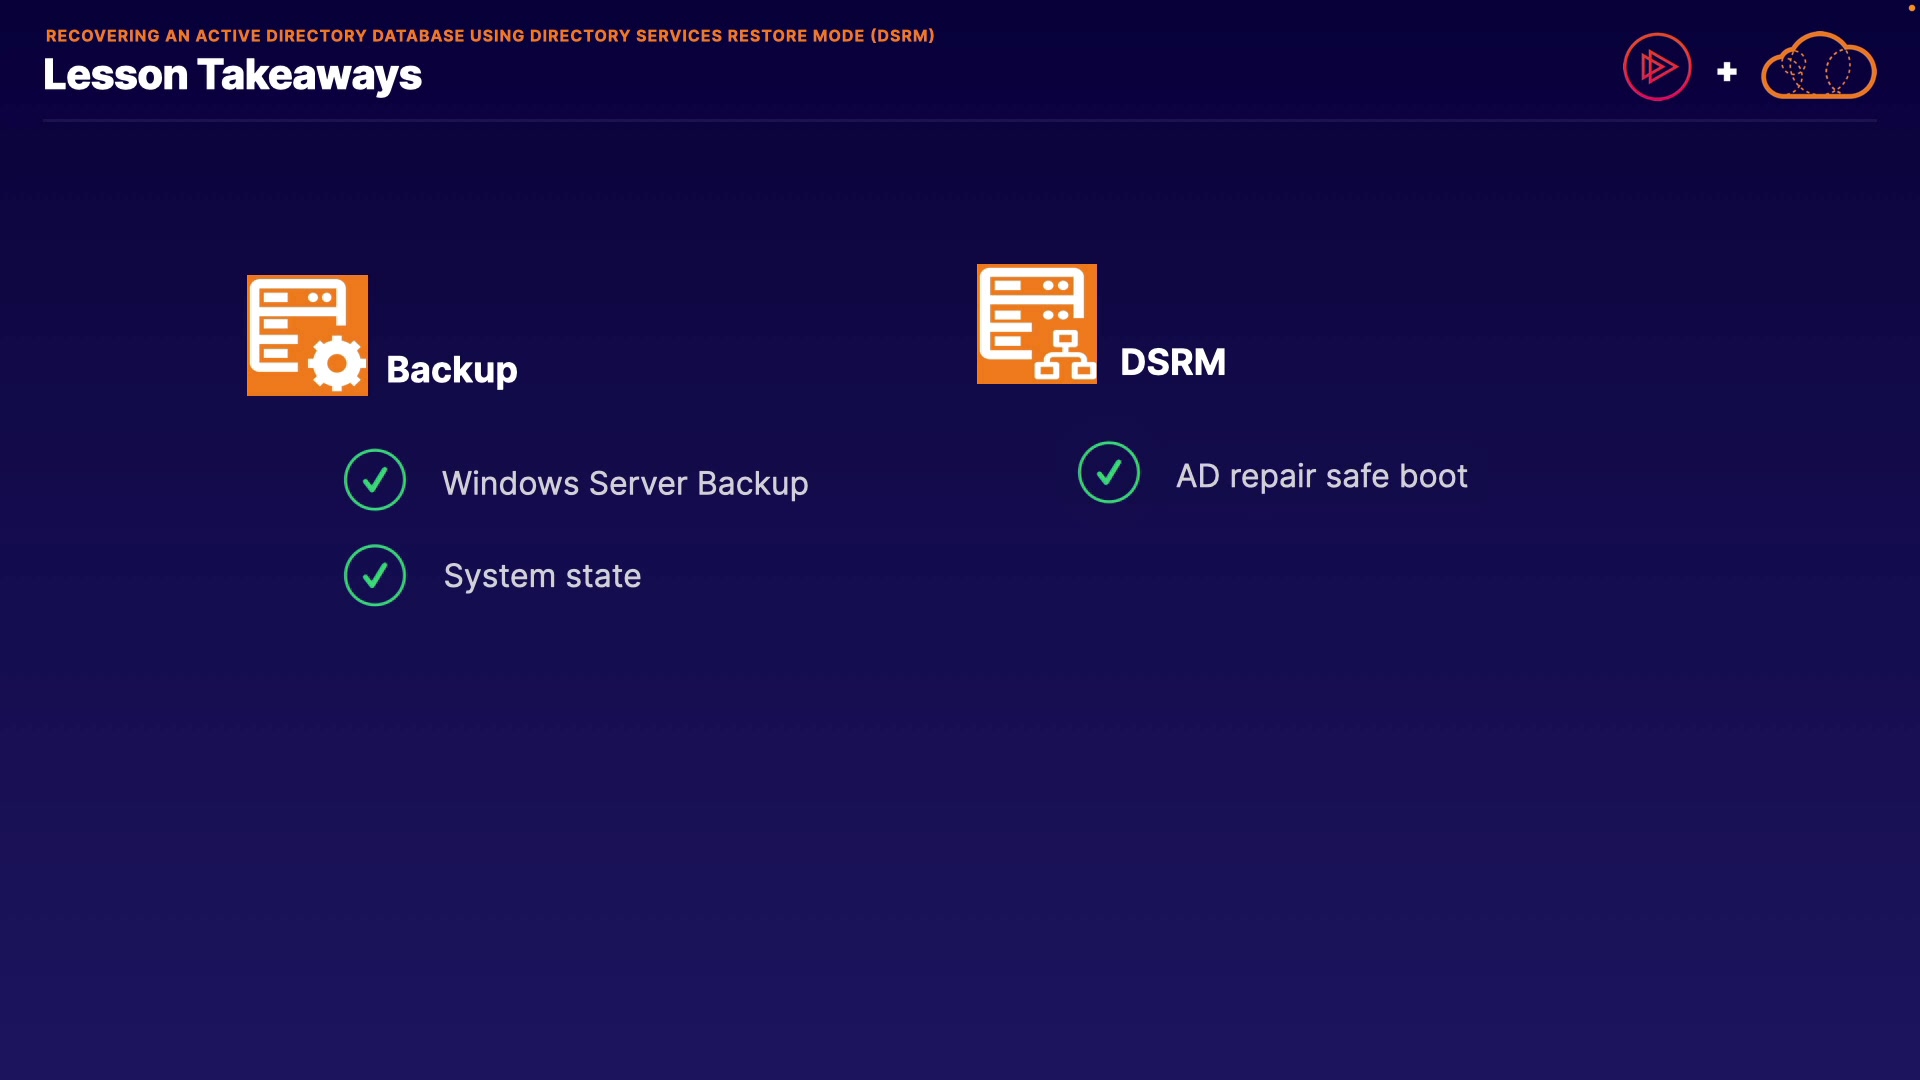 RECOVERING AN ACTIVE DIRECTORY DATABASE USING DIRECTORY SERVICES RESTORE MODE (DSRM)
Lesson Takeaways
Backup
Windows Server Backup
System state
DSRM
AD repair safe boot